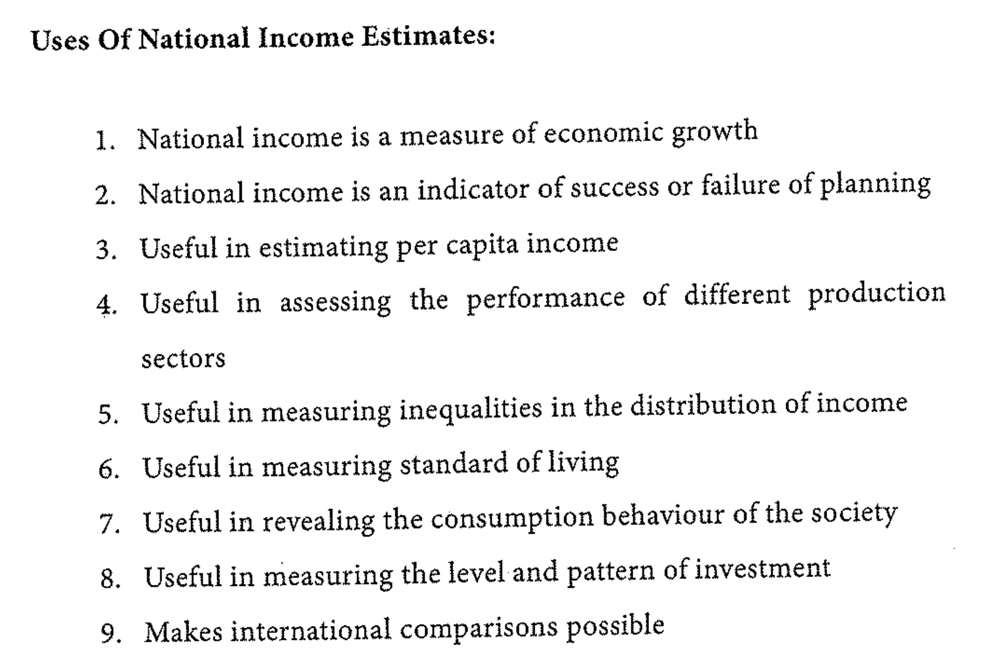 Uses Of National Income Estimates:
1. National income is a measure of economic growth
2. National income is an indicator of success or failure of planning
3. Useful in estimating per capita income
4. Useful in assessing the performance of different production
sectors
5. Useful in measuring inequalities in the distribution of income
6. Useful in measuring standard of living
7. Useful in revealing the consumption behaviour of the society
8. Useful in measuring the level and pattern of investment
9. Makes international comparisons possible